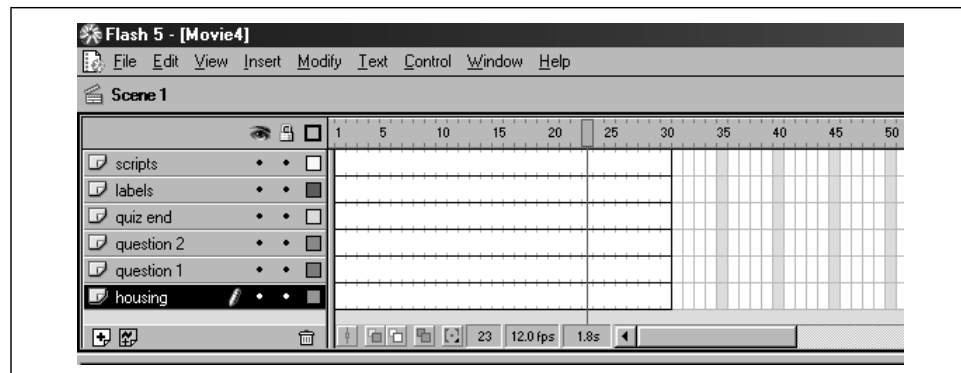 Flash 5 - [Movie4]
File Edit View Insert Modify Text Control Window Help
Scene 1
1 5 10 15 20 25 30 35 40 45 50
scripts
labels
quiz end
question 2
question 1
housing
23 12.0 fps 1.8s